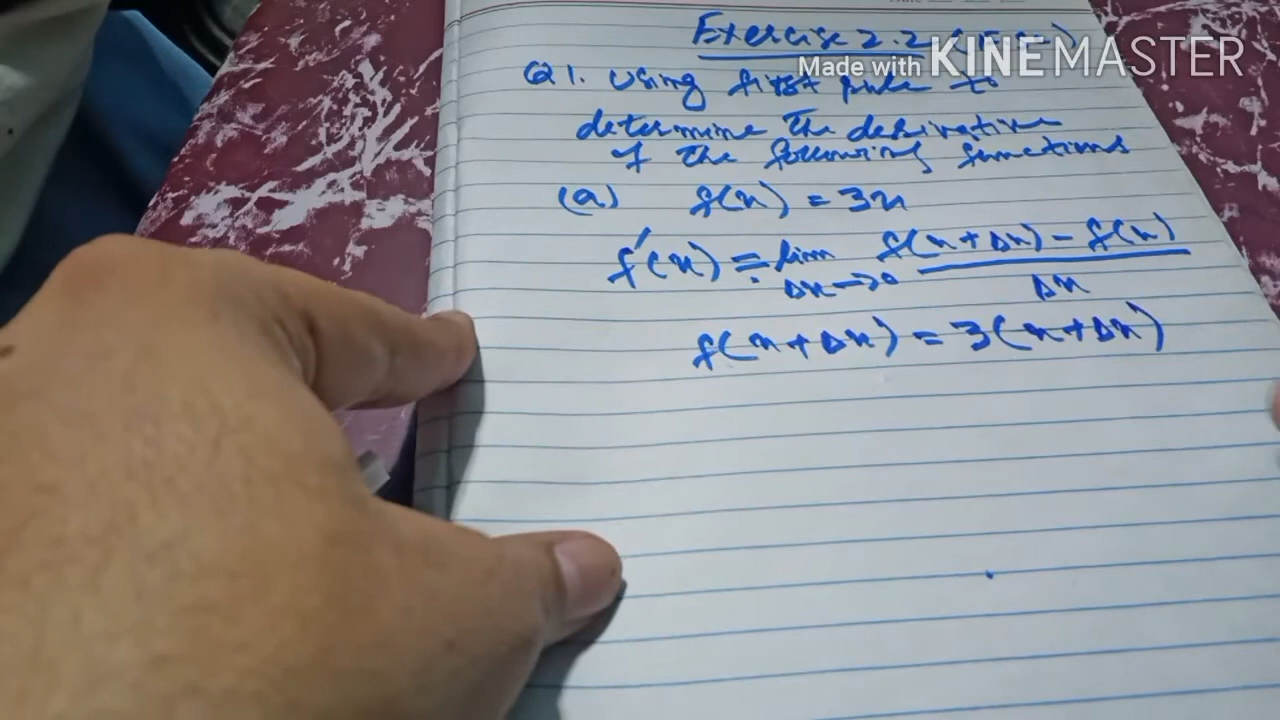 Exercise 2.2
Made with KINEMASTER
Q1. Using first rule to
determine the derivative
of the following functions
(a) f(x) = 3x
f'(x) = lim Δx→0 f(x+Δx) - f(x) / Δx
f(x+Δx) = 3(x+Δx)